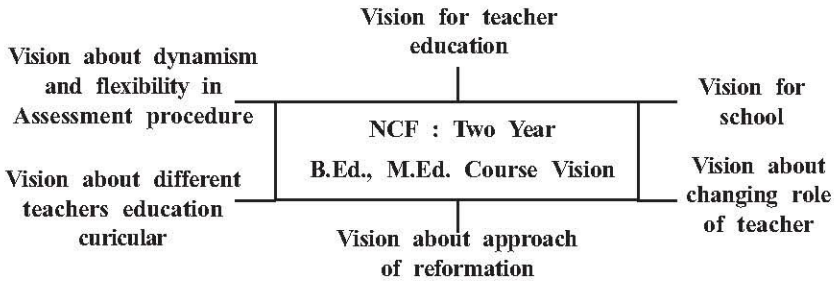 Vision for teacher
education
Vision about dynamism
and flexibility in
Assessment procedure
Vision for
school
NCF : Two Year
B.Ed., M.Ed. Course Vision
Vision about different
teachers education
curicular
Vision about
changing role
of teacher
Vision about approach
of reformation